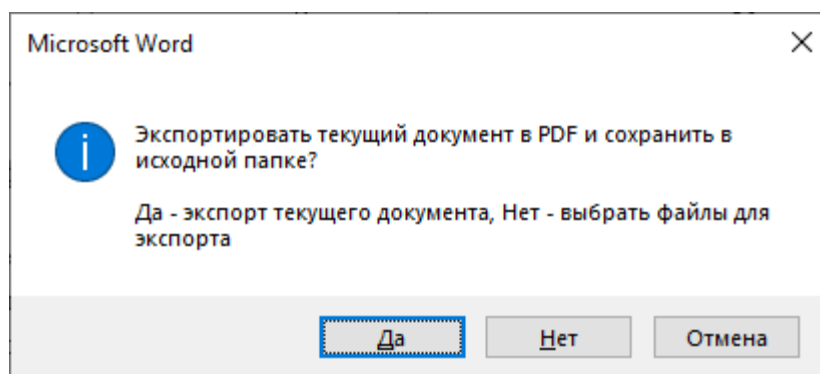 Microsoft Word
Экспортировать текущий документ в PDF и сохранить в
исходной папке?
Да - экспорт текущего документа, Нет - выбрать файлы для
экспорта
Да
Нет
Отмена